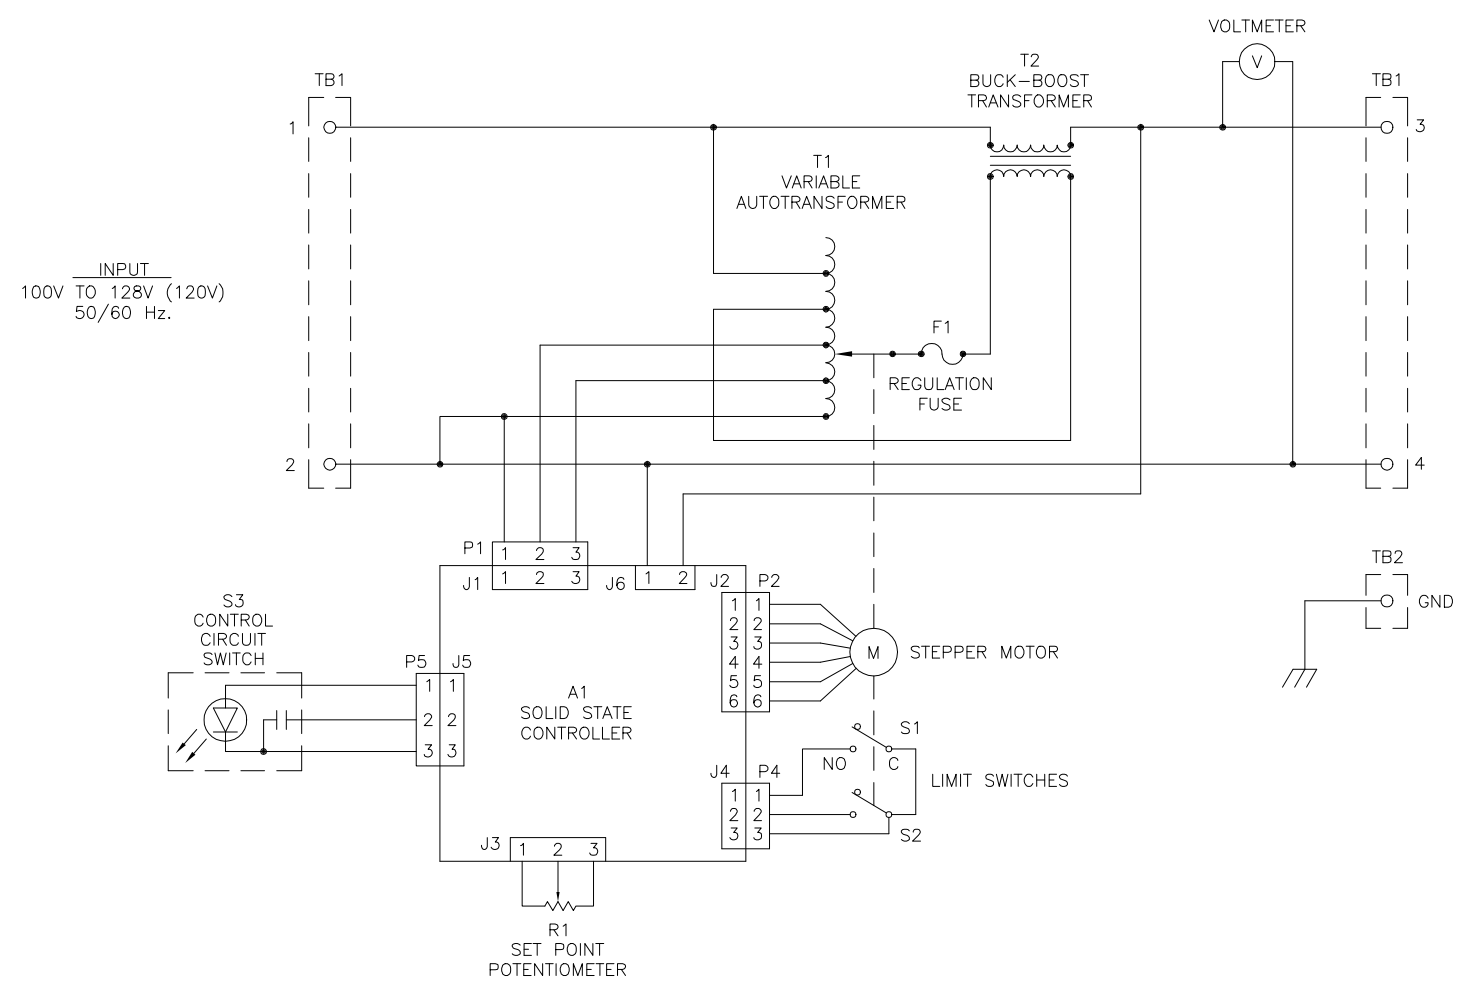 VOLTMETER
V
T2
BUCK-BOOST
TRANSFORMER
TB1
TB1
1
3
T1
VARIABLE
AUTOTRANSFORMER
INPUT
100V TO 128V (120V)
50/60 Hz.
F1
REGULATION
FUSE
2
4
P1
1 2 3
J1
1 2 3
J6
1 2
J2 P2
1 1
2 2
3 3
4 4
5 5
6 6
M
STEPPER MOTOR
TB2
GND
S3
CONTROL
CIRCUIT
SWITCH
P5 J5
1 1
2 2
3 3
A1
SOLID STATE
CONTROLLER
S1
NO C
LIMIT SWITCHES
S2
J4 P4
1 1
2 2
3 3
J3
1 2 3
R1
SET POINT
POTENTIOMETER